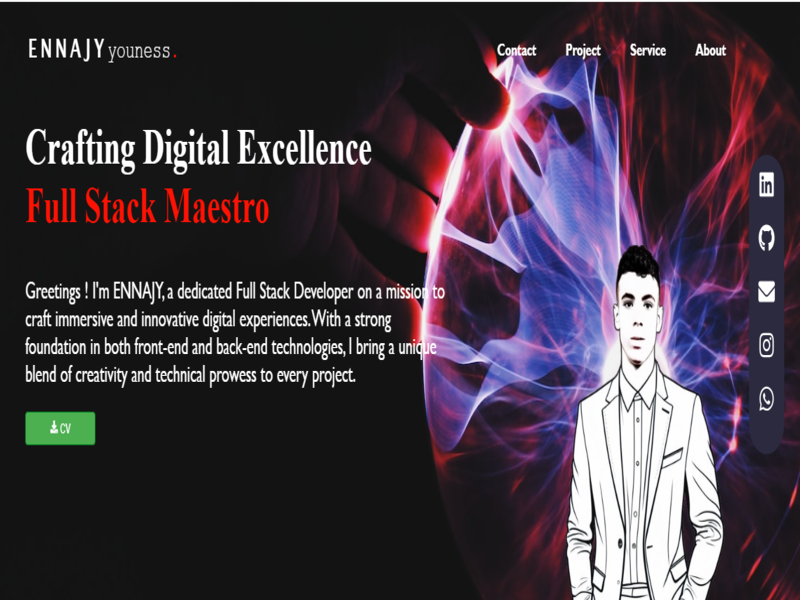 ENNAJY youness.
Contact Project Service About
Crafting Digital Excellence
Full Stack Maestro
in
Greetings ! I'm ENNAJY, a dedicated Full Stack Developer on a mission to
craft immersive and innovative digital experiences.With a strong
foundation in both front-end and back-end technologies, I bring a unique
blend of creativity and technical prowess to every project.
CV